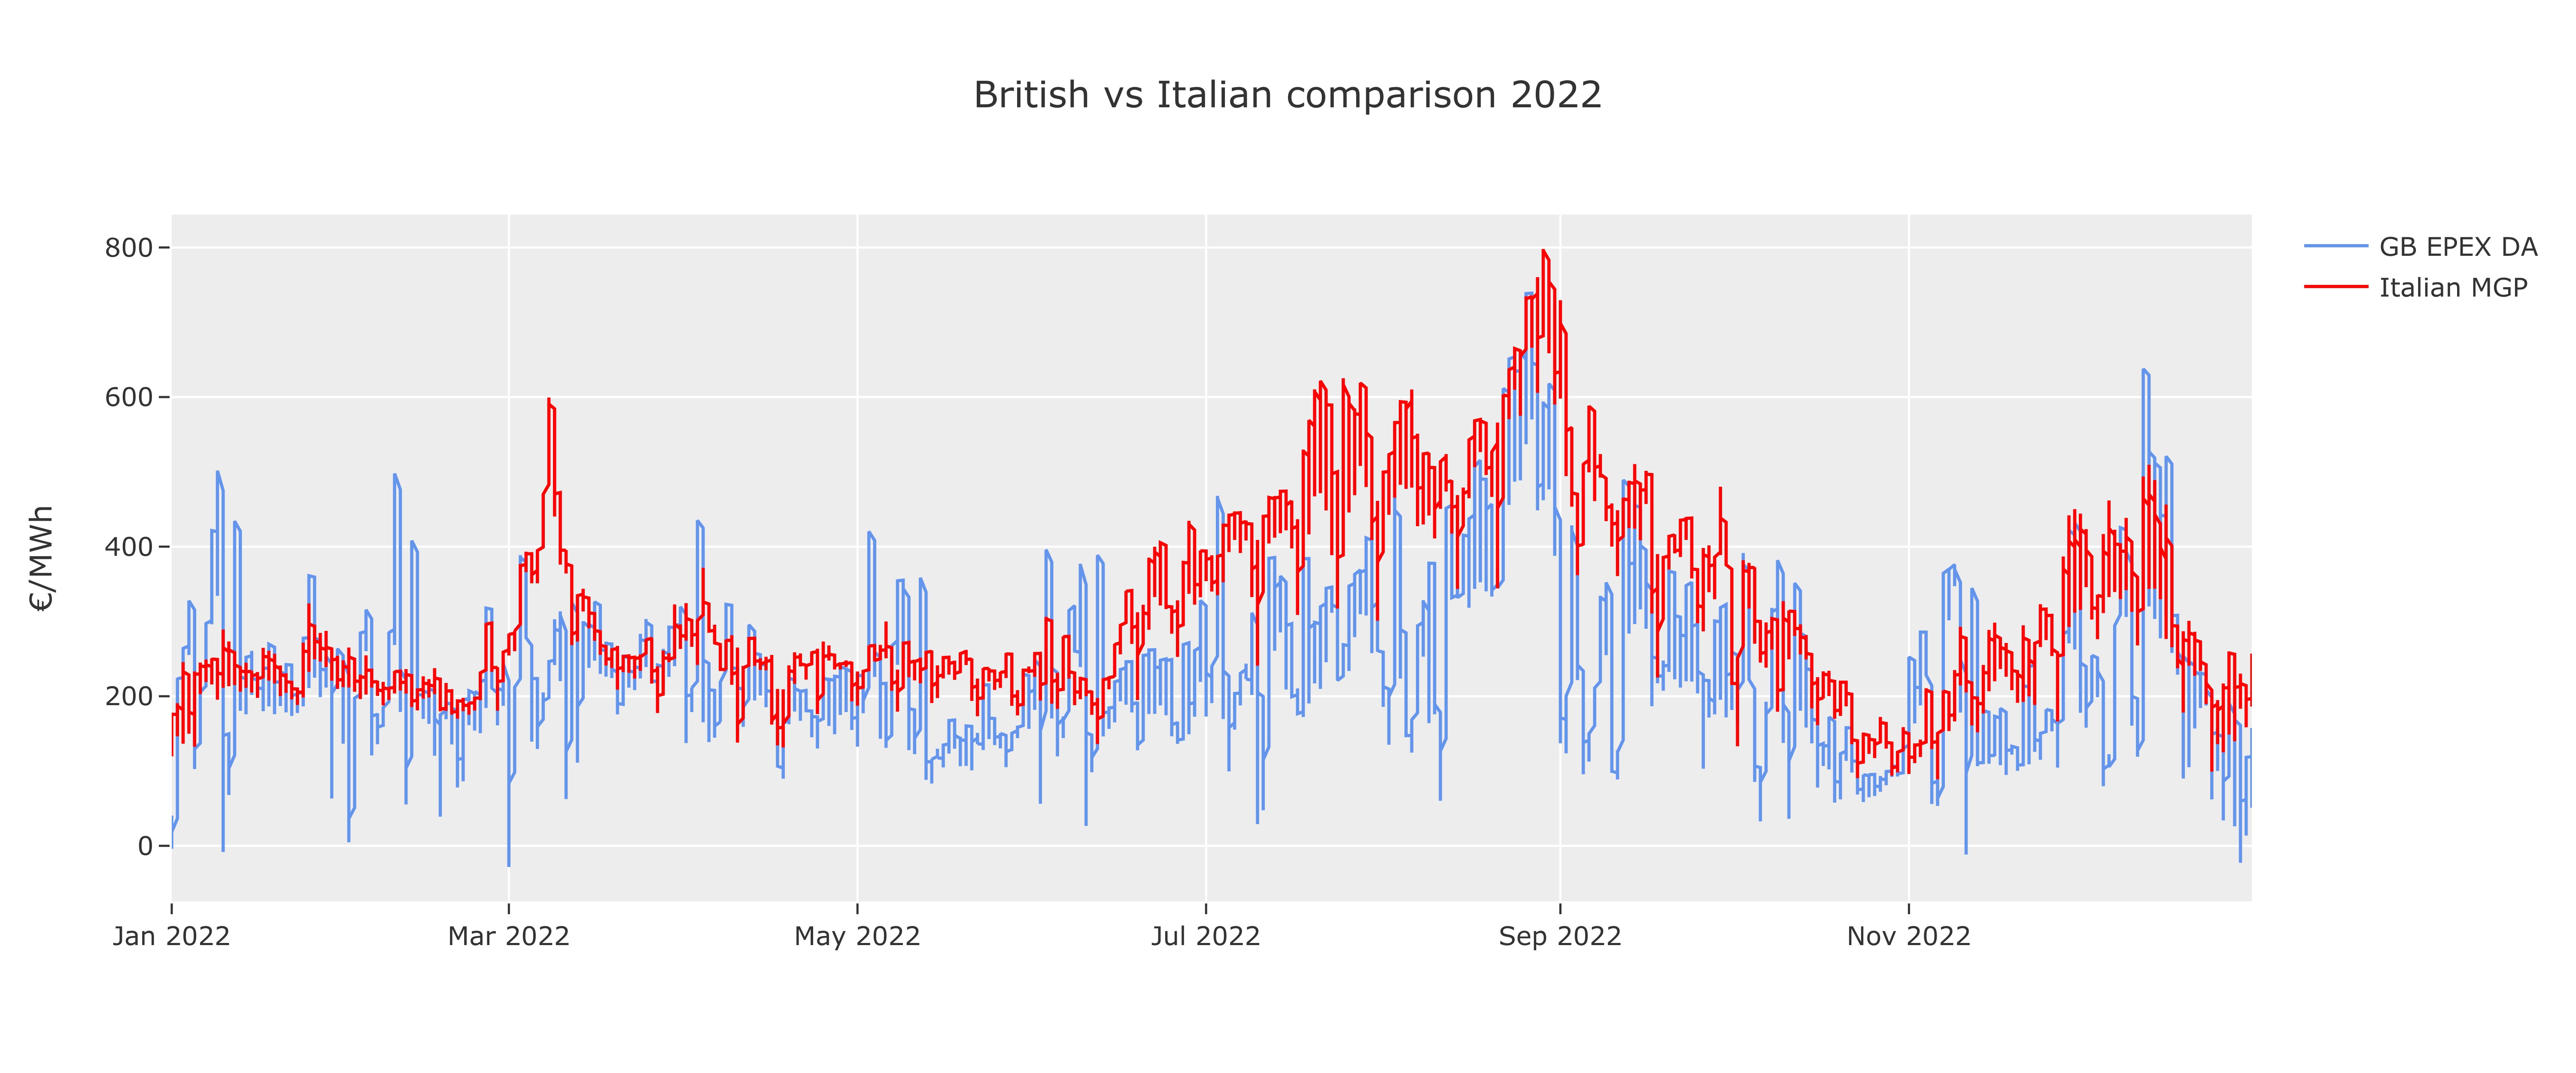 British vs Italian comparison 2022
GB EPEX DA
Italian MGP
€/MWh
800
600
400
200
0
Jan 2022
Mar 2022
May 2022
Jul 2022
Sep 2022
Nov 2022